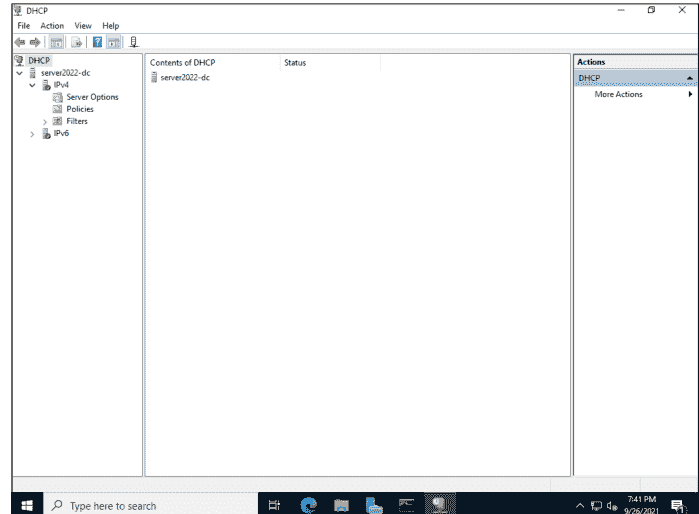 DHCP
File Action View Help
DHCP
server2022-dc
IPv4
Server Options
Policies
Filters
IPv6
Contents of DHCP Status
server2022-dc
Actions
DHCP
More Actions
Type here to search
7:41 PM
9/26/2021